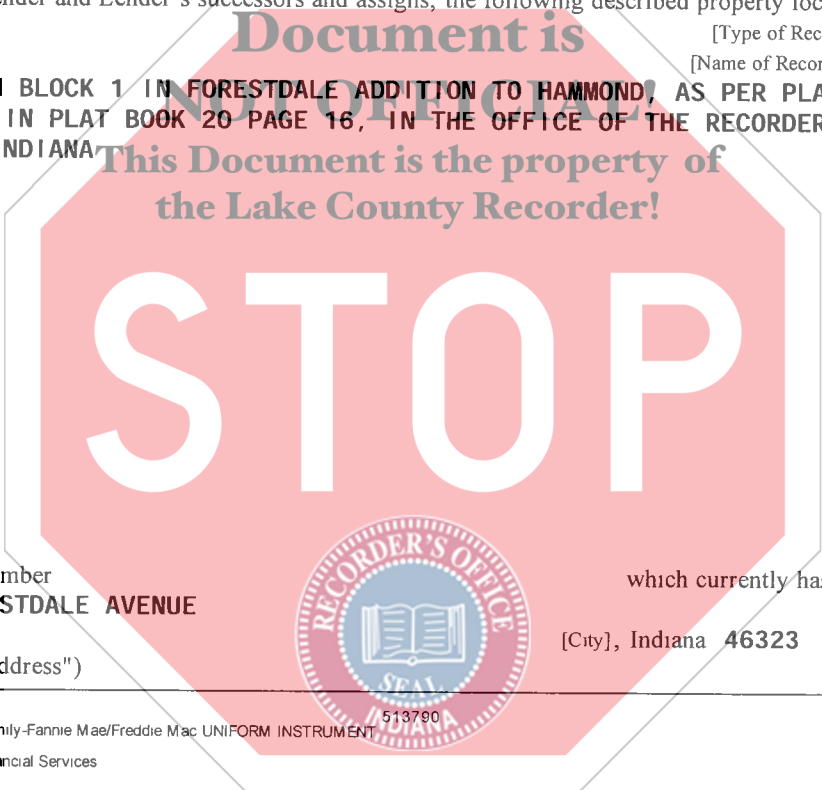 ender and Lender's successors and assigns, the following described property loc
Document is
[Type of Rec
[Name of Recor
NOT OFFICIAL!
BLOCK 1 IN FORESTDALE ADDITION TO HAMMOND, AS PER PLA
IN PLAT BOOK 20 PAGE 16, IN THE OFFICE OF THE RECORDER
NDIANA
This Document is the property of
the Lake County Recorder!
STOP
RECORDER'S OFFICE
SEAL
INDIANA
mber
which currently ha
STDALE AVENUE
[City], Indiana 46323
ddress")
513790
nily-Fannie Mae/Freddie Mac UNIFORM INSTRUMENT
ancial Services